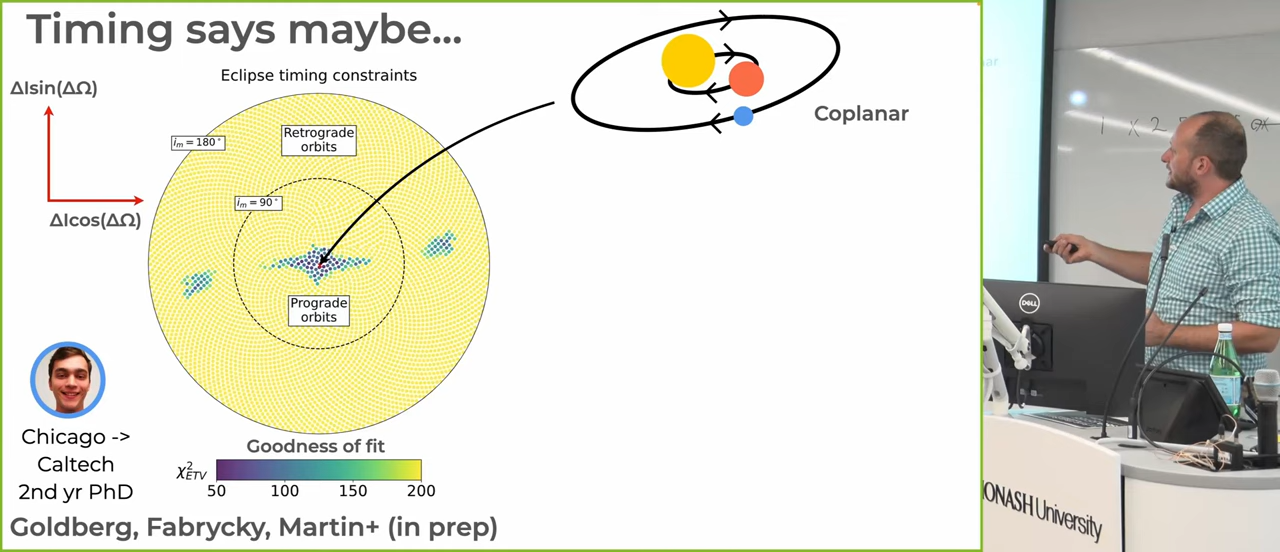 Timing says maybe...
ΔIsin(ΔΩ)
ΔIcos(ΔΩ)
Eclipse timing constraints
i_m = 180°
Retrograde
orbits
i_m = 90°
Prograde
orbits
Coplanar
Chicago ->
Caltech
2nd yr PhD
Goodness of fit
χ²_ETV
50 100 150 200
Goldberg, Fabrycky, Martin+ (in prep)
DELL
MONASH University